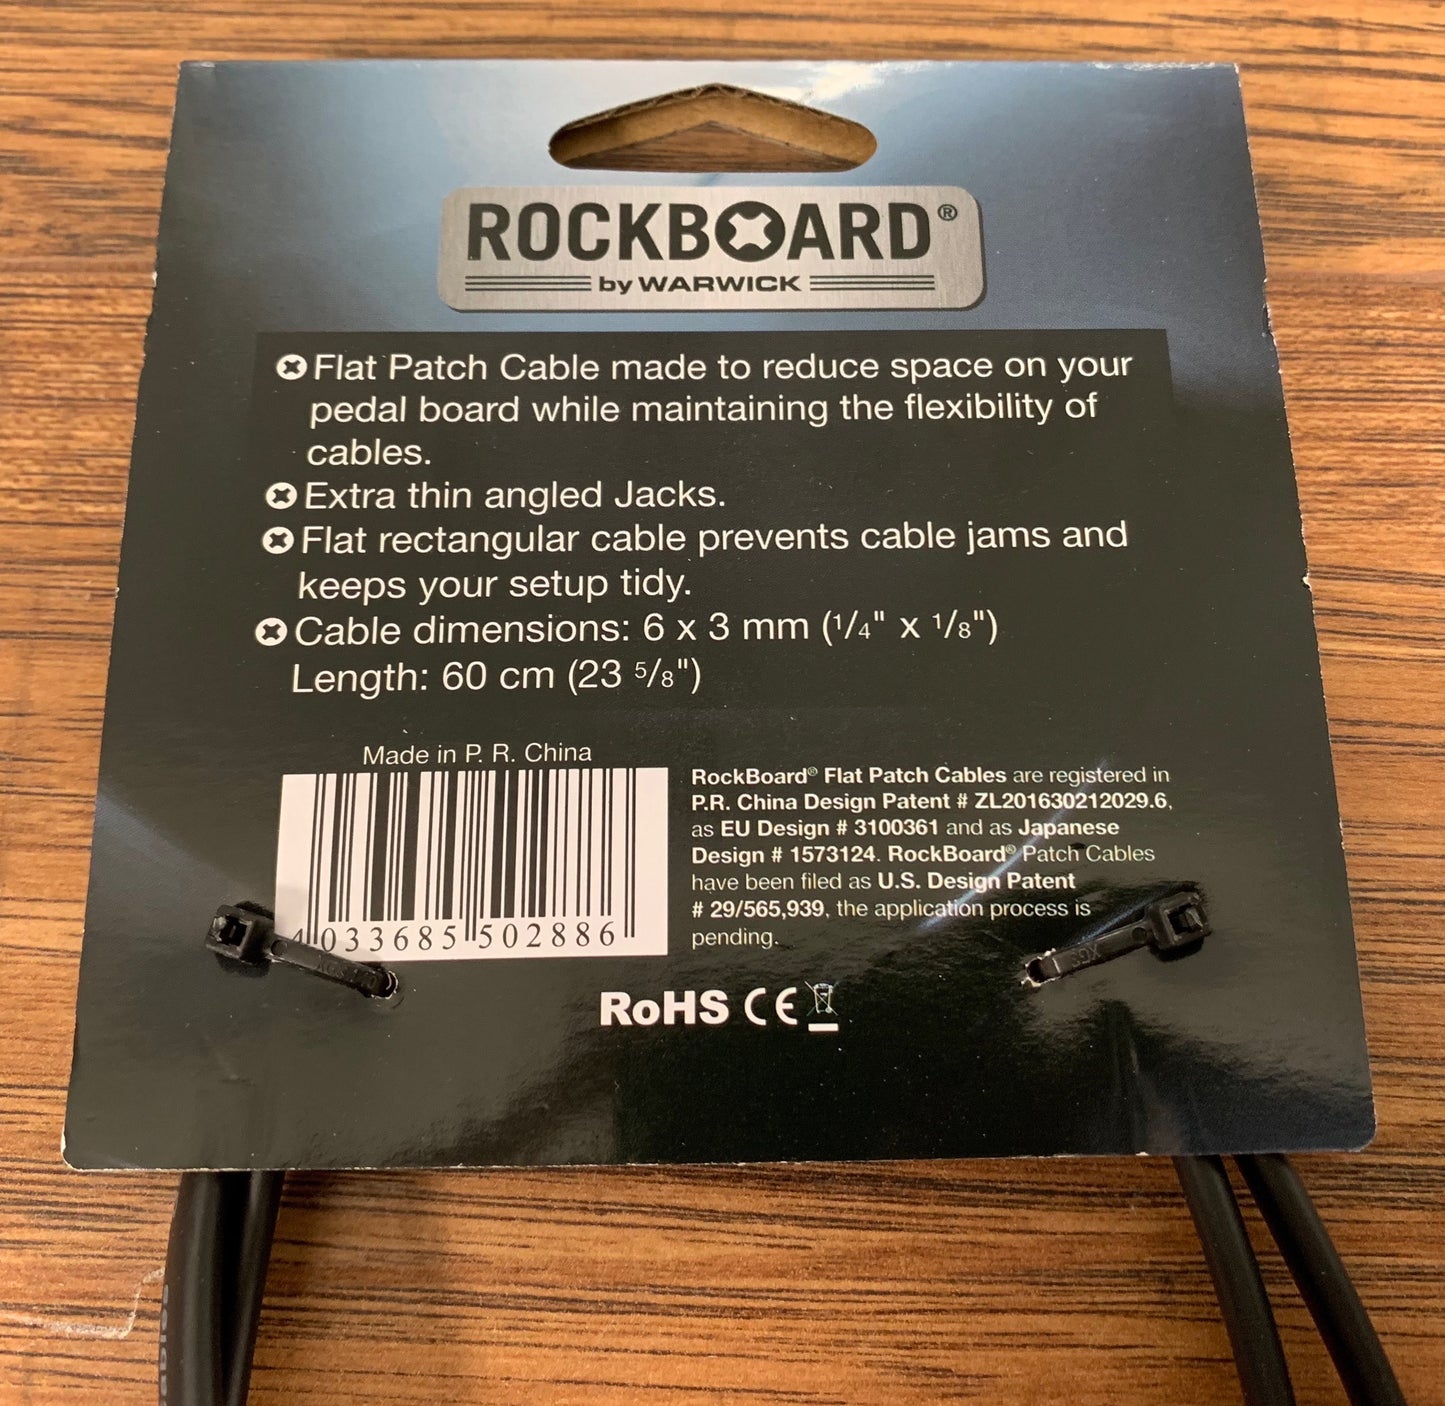 ROCKBOARD®
by WARWICK
Flat Patch Cable made to reduce space on your
pedal board while maintaining the flexibility of
cables.
Extra thin angled Jacks.
Flat rectangular cable prevents cable jams and
keeps your setup tidy.
Cable dimensions: 6 x 3 mm (1/4" x 1/8")
Length: 60 cm (23 5/8")
Made in P. R. China
4 033685 502886
RockBoard® Flat Patch Cables are registered in
P.R. China Design Patent # ZL201630212029.6,
as EU Design # 3100361 and as Japanese
Design # 1573124. RockBoard® Patch Cables
have been filed as U.S. Design Patent
# 29/565,939, the application process is
pending.
RoHS CE